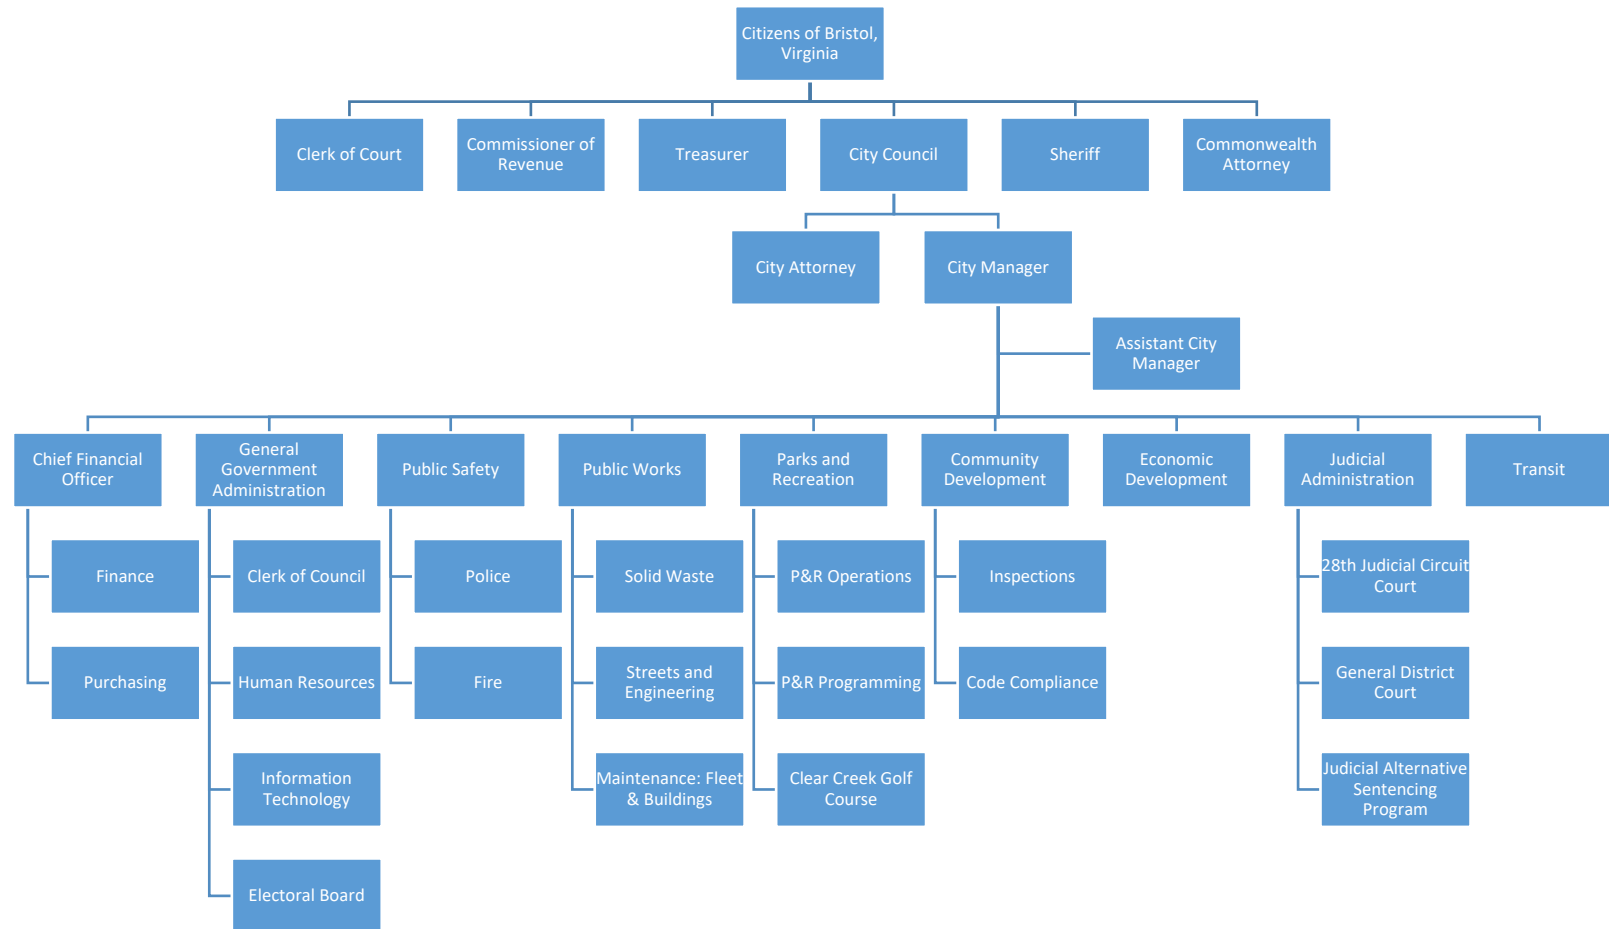 Citizens of Bristol,
Virginia
Clerk of Court
Commissioner of
Revenue
Treasurer
City Council
Sheriff
Commonwealth
Attorney
City Attorney
City Manager
Assistant City
Manager
Chief Financial
Officer
General
Government
Administration
Public Safety
Public Works
Parks and
Recreation
Community
Development
Economic
Development
Judicial
Administration
Transit
Finance
Clerk of Council
Police
Solid Waste
P&R Operations
Inspections
28th Judicial Circuit
Court
Purchasing
Human Resources
Fire
Streets and
Engineering
P&R Programming
Code Compliance
General District
Court
Information
Technology
Maintenance: Fleet
& Buildings
Clear Creek Golf
Course
Judicial Alternative
Sentencing
Program
Electoral Board